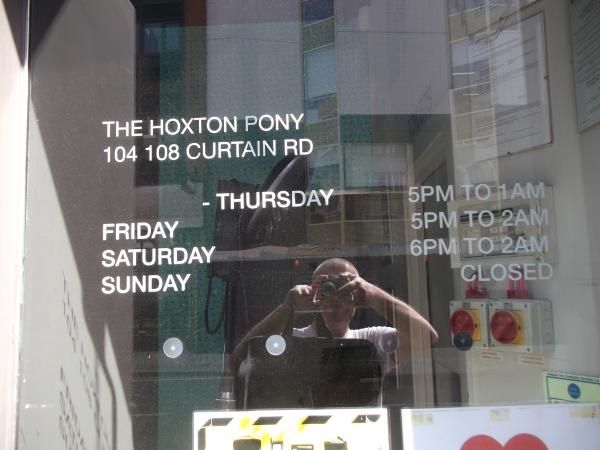 THE HOXTON PONY
104 108 CURTAIN RD
- THURSDAY 5PM TO 1AM
FRIDAY 5PM TO 2AM
SATURDAY 6PM TO 2AM
SUNDAY CLOSED